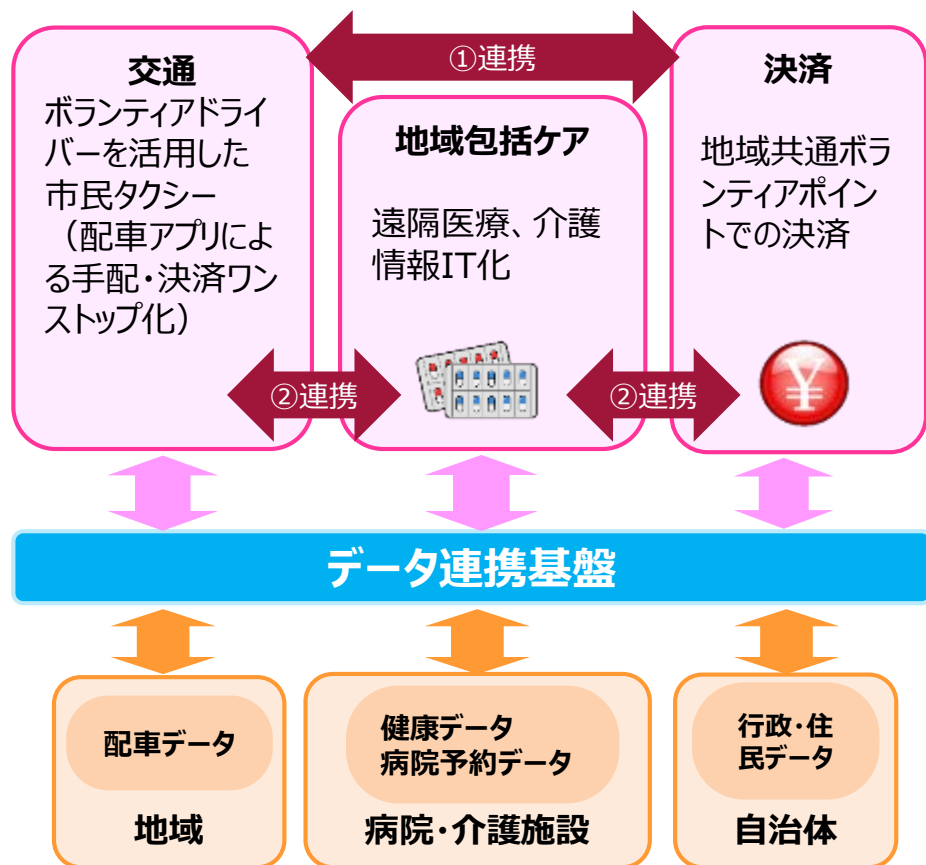 ①連携
交通
ボランティアドライ
バーを活用した
市民タクシー
（配車アプリによ
る手配・決済ワン
ストップ化）
地域包括ケア
遠隔医療、介護
情報IT化
決済
地域共通ボラ
ンティアポイン
トでの決済
②連携
②連携
¥
データ連携基盤
配車データ
地域
健康データ
病院予約データ
病院・介護施設
行政・住
民データ
自治体